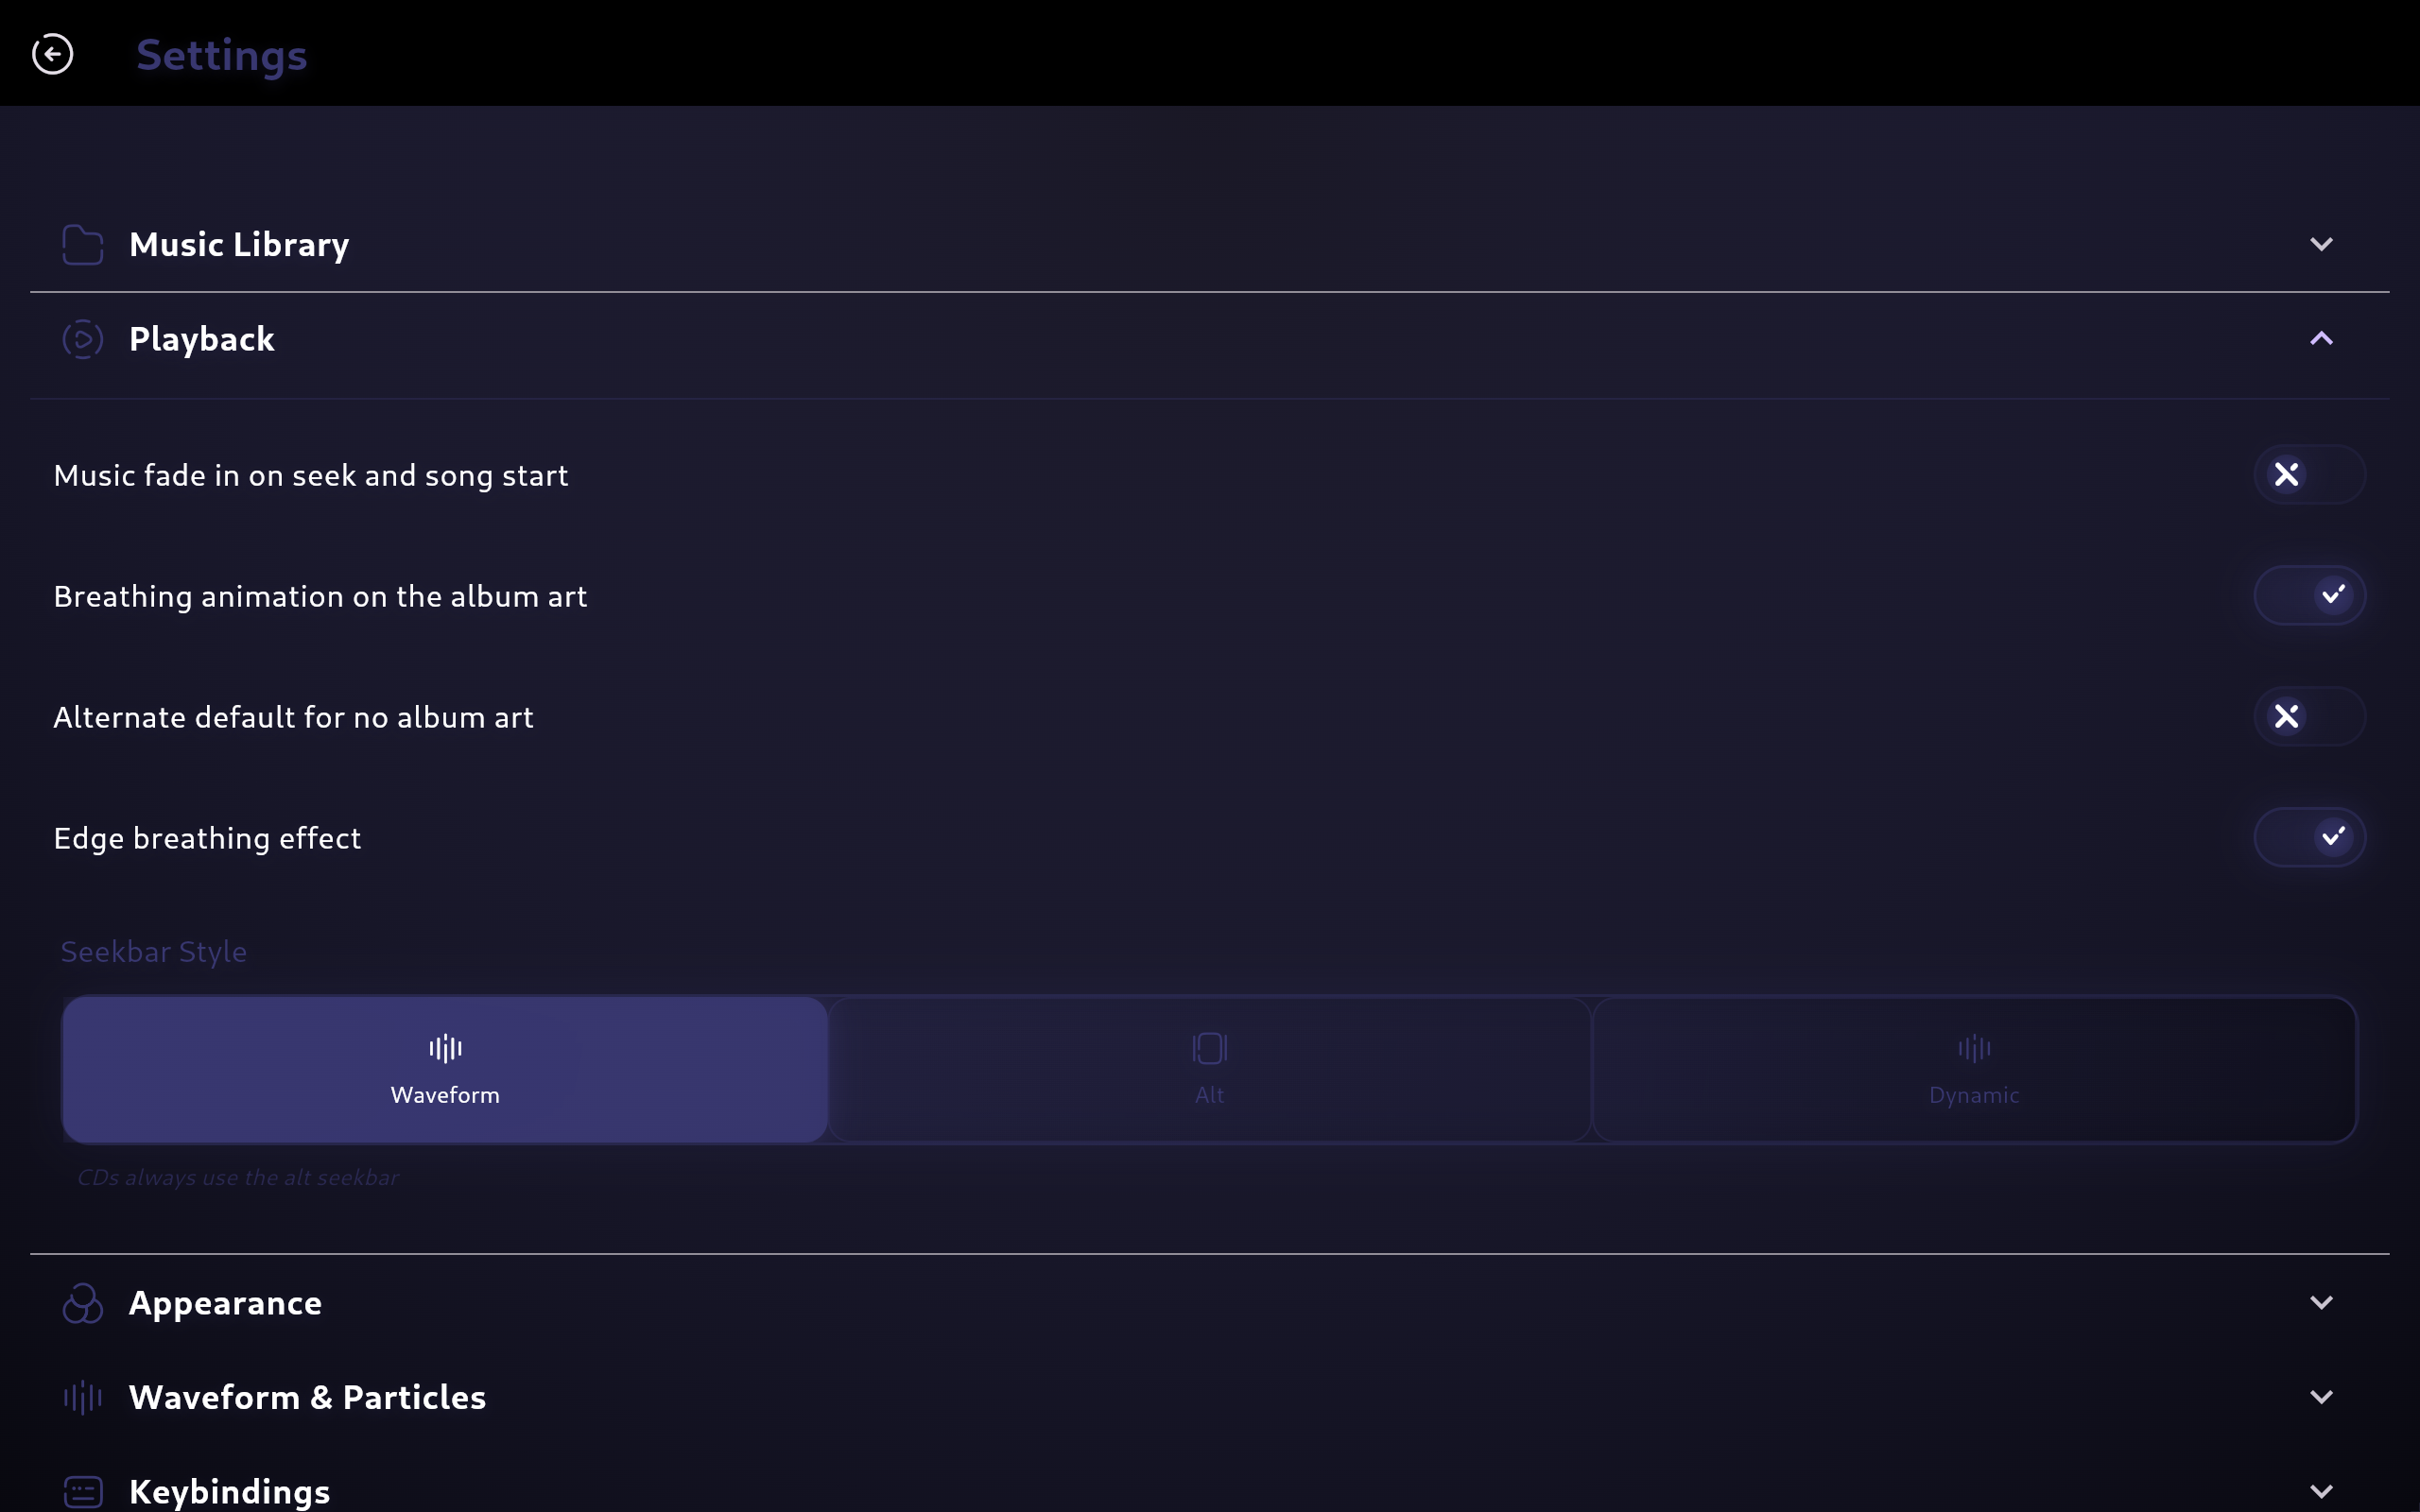 Settings
Music Library
Playback
Music fade in on seek and song start
Breathing animation on the album art
Alternate default for no album art
Edge breathing effect
Seekbar Style
Waveform
Alt
Dynamic
CDs always use the alt seekbar
Appearance
Waveform & Particles
Keybindings